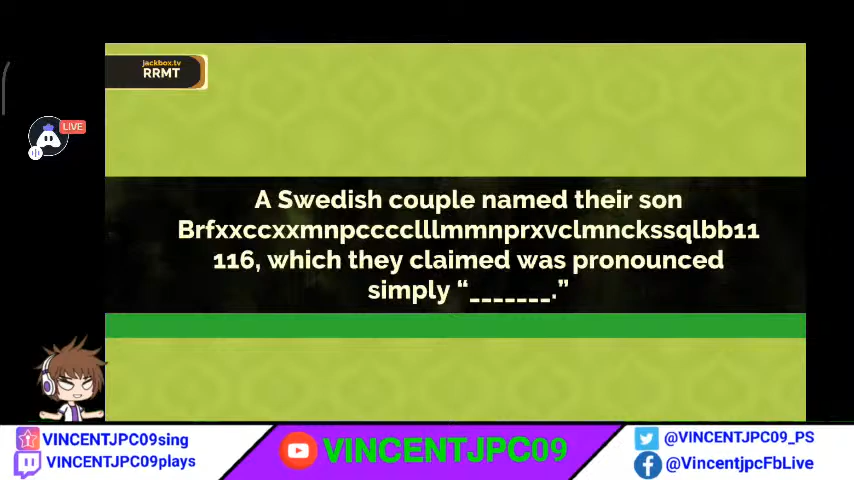 jackbox.tv
RRMT
LIVE
A Swedish couple named their son
Brfxxccxxmnpcccclllmmnprxvclmnckssqlbb11
116, which they claimed was pronounced
simply “_______.”
VINCENTJPC09sing
VINCENTJPC09plays
VINCENTJPC09
@VINCENTJPC09_PS
@VincentjpcFbLive